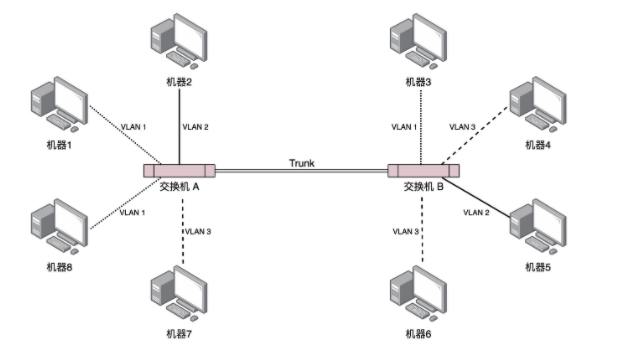 机器2
机器3
机器1
VLAN 1
VLAN 2
VLAN 1
VLAN 3
机器4
Trunk
交换机 A
交换机 B
VLAN 1
VLAN 3
VLAN 3
VLAN 2
机器8
机器5
机器7
机器6